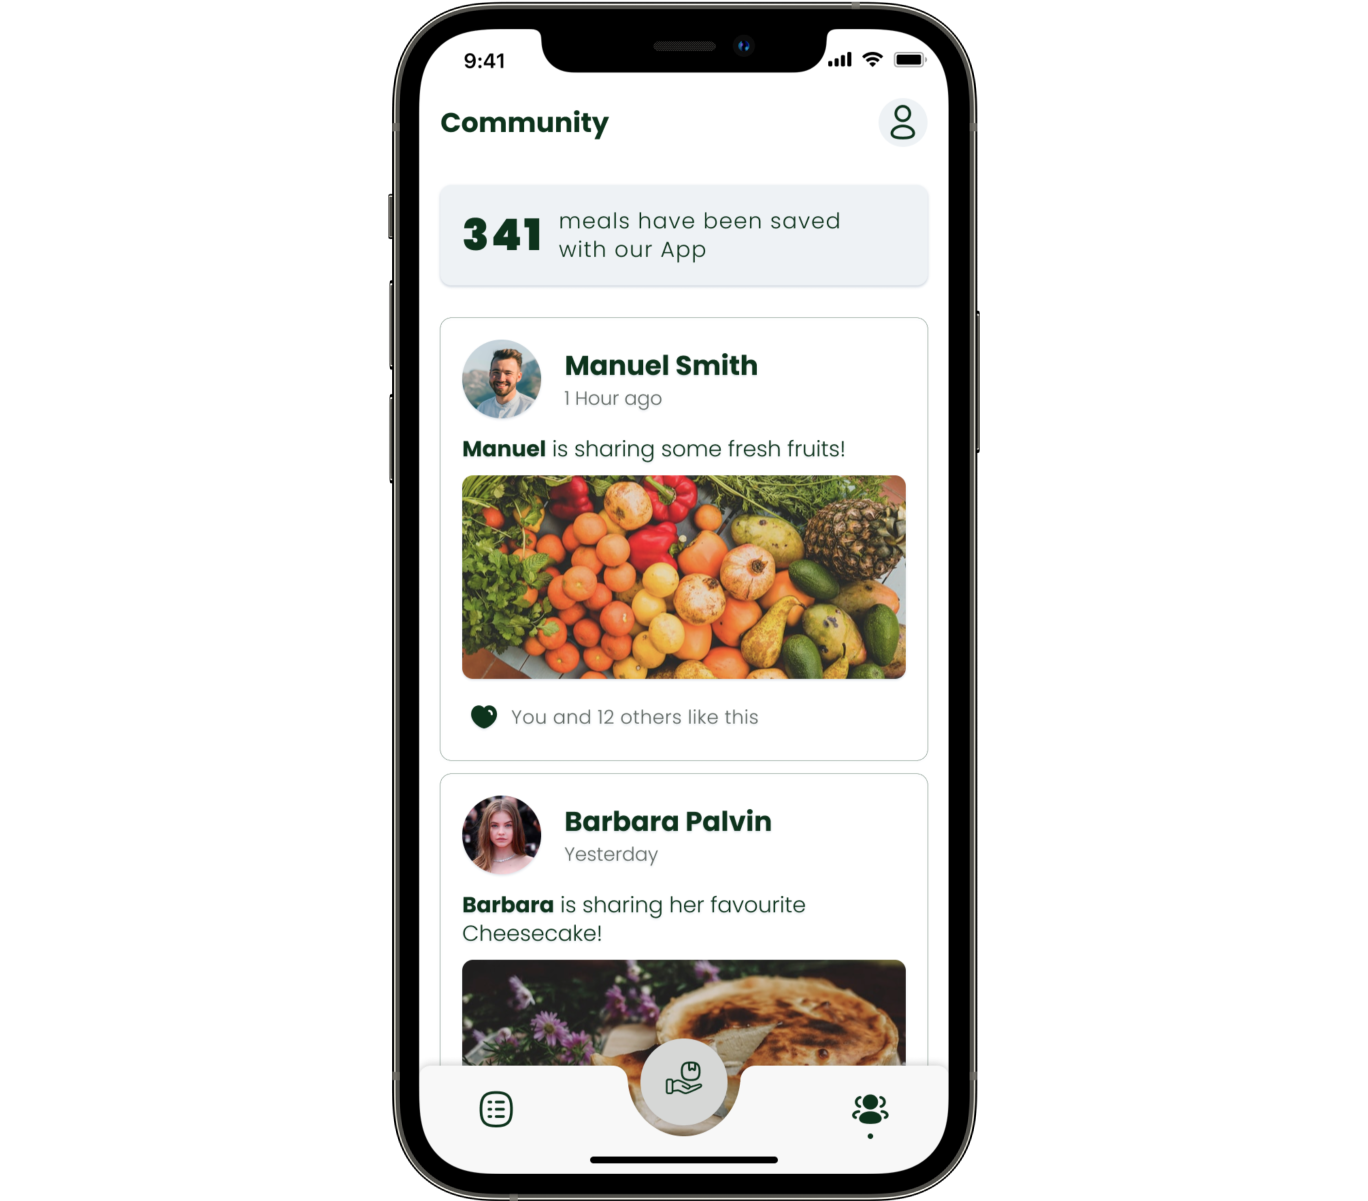 9:41
Community
341
meals have been saved
with our App
Manuel Smith
1 Hour ago
Manuel is sharing some fresh fruits!
You and 12 others like this
Barbara Palvin
Yesterday
Barbara is sharing her favourite
Cheesecake!